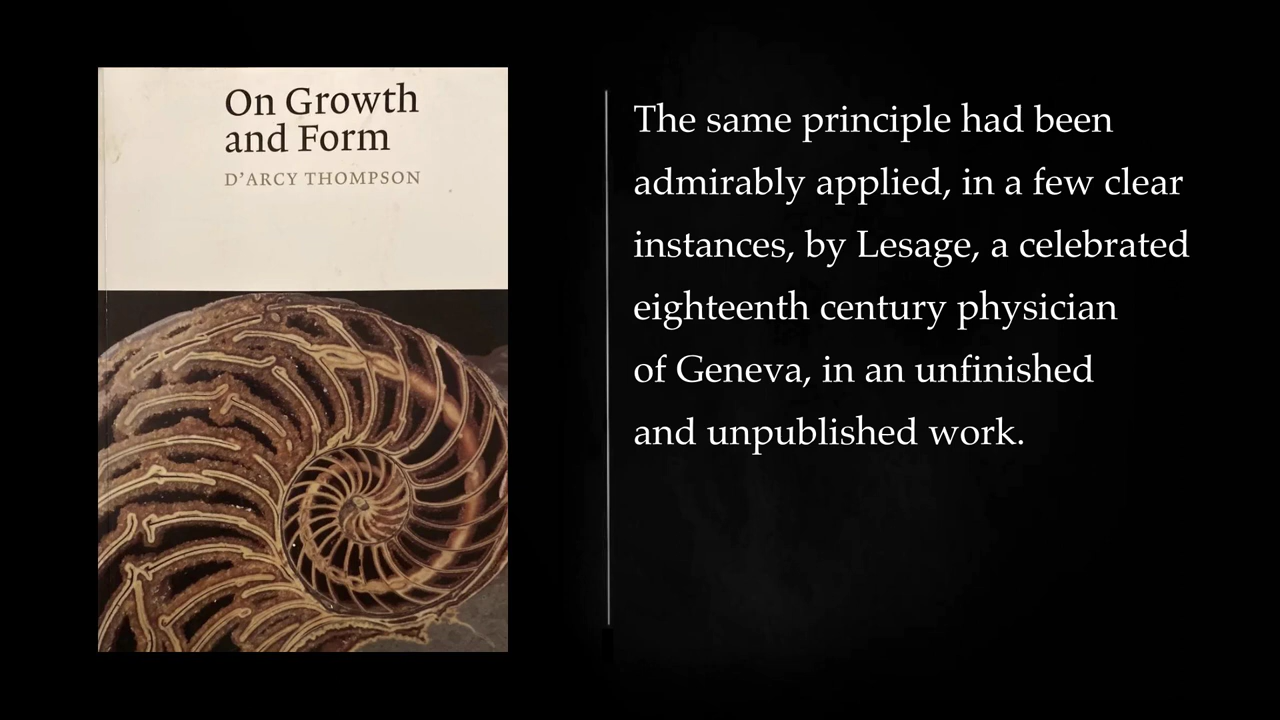 On Growth
and Form
D'ARCY THOMPSON
The same principle had been
admirably applied, in a few clear
instances, by Lesage, a celebrated
eighteenth century physician
of Geneva, in an unfinished
and unpublished work.